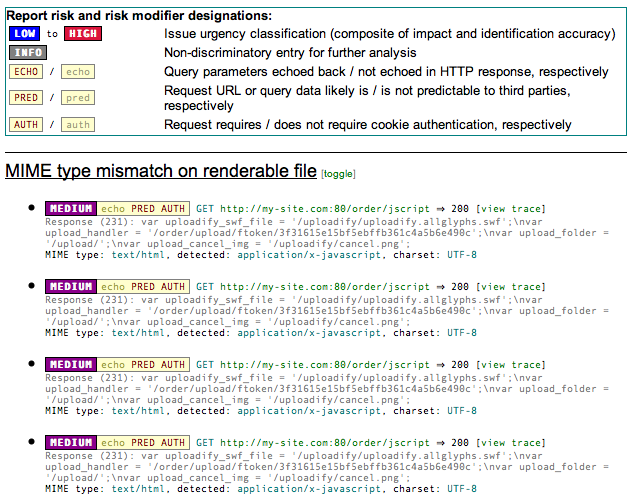 Report risk and risk modifier designations:
LOW to HIGH Issue urgency classification (composite of impact and identification accuracy)
INFO Non-discriminatory entry for further analysis
ECHO / echo Query parameters echoed back / not echoed in HTTP response, respectively
PRED / pred Request URL or query data likely is / is not predictable to third parties,
respectively
AUTH / auth Request requires / does not require cookie authentication, respectively
MIME type mismatch on renderable file [toggle]
• MEDIUM echo PRED AUTH GET http://my-site.com:80/order/jscript ⇒ 200 [view trace]
Response (231): var uploadify_swf_file = '/uploadify/uploadify.allglyphs.swf';\nvar
upload_handler = '/order/upload/ftoken/3f31615e15bf5ebffb361c4a5b6e490c';\nvar upload_folder =
'/upload/';\nvar upload_cancel_img = '/uploadify/cancel.png';
MIME type: text/html, detected: application/x-javascript, charset: UTF-8
• MEDIUM echo PRED AUTH GET http://my-site.com:80/order/jscript ⇒ 200 [view trace]
Response (231): var uploadify_swf_file = '/uploadify/uploadify.allglyphs.swf';\nvar
upload_handler = '/order/upload/ftoken/3f31615e15bf5ebffb361c4a5b6e490c';\nvar upload_folder =
'/upload/';\nvar upload_cancel_img = '/uploadify/cancel.png';
MIME type: text/html, detected: application/x-javascript, charset: UTF-8
• MEDIUM echo PRED AUTH GET http://my-site.com:80/order/jscript ⇒ 200 [view trace]
Response (231): var uploadify_swf_file = '/uploadify/uploadify.allglyphs.swf';\nvar
upload_handler = '/order/upload/ftoken/3f31615e15bf5ebffb361c4a5b6e490c';\nvar upload_folder =
'/upload/';\nvar upload_cancel_img = '/uploadify/cancel.png';
MIME type: text/html, detected: application/x-javascript, charset: UTF-8
• MEDIUM echo PRED AUTH GET http://my-site.com:80/order/jscript ⇒ 200 [view trace]
Response (231): var uploadify_swf_file = '/uploadify/uploadify.allglyphs.swf';\nvar
upload_handler = '/order/upload/ftoken/3f31615e15bf5ebffb361c4a5b6e490c';\nvar upload_folder =
'/upload/';\nvar upload_cancel_img = '/uploadify/cancel.png';
MIME type: text/html, detected: application/x-javascript, charset: UTF-8